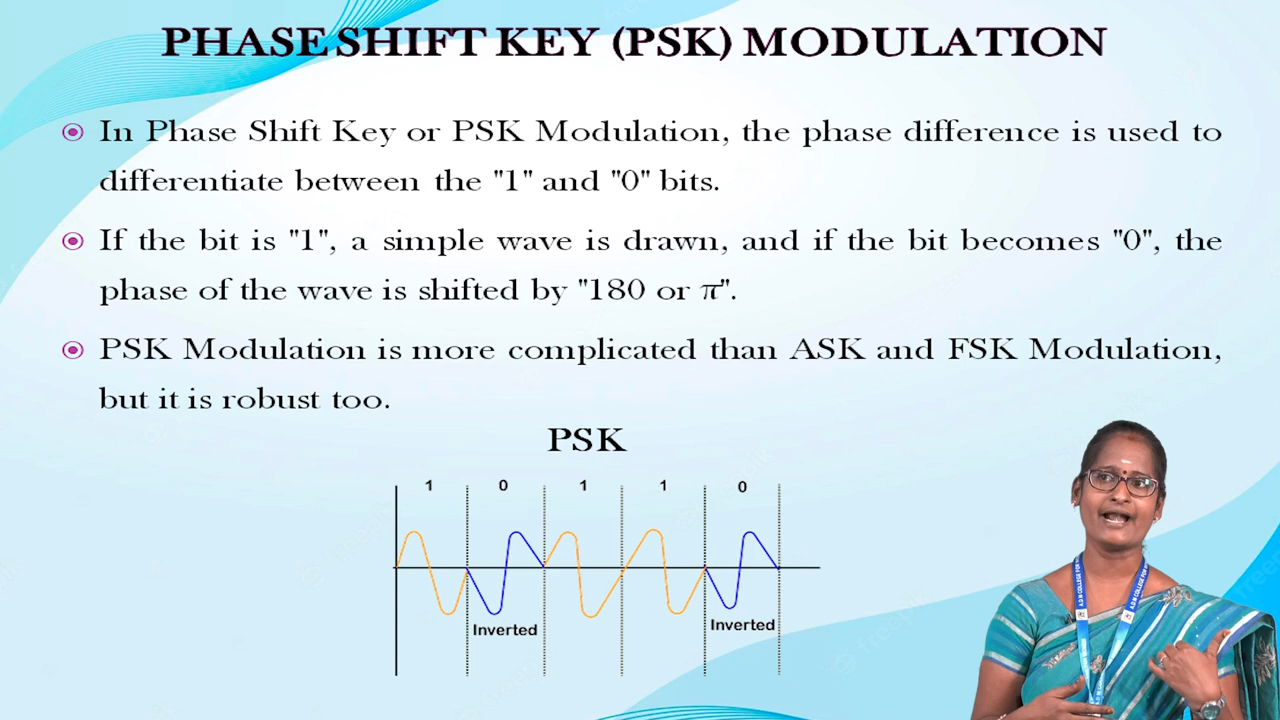 PHASE SHIFT KEY (PSK) MODULATION
In Phase Shift Key or PSK Modulation, the phase difference is used to
differentiate between the "1" and "0" bits.
If the bit is "1", a simple wave is drawn, and if the bit becomes "0", the
phase of the wave is shifted by "180 or π".
PSK Modulation is more complicated than ASK and FSK Modulation,
but it is robust too.
PSK
1 0 1 1 0
Inverted Inverted